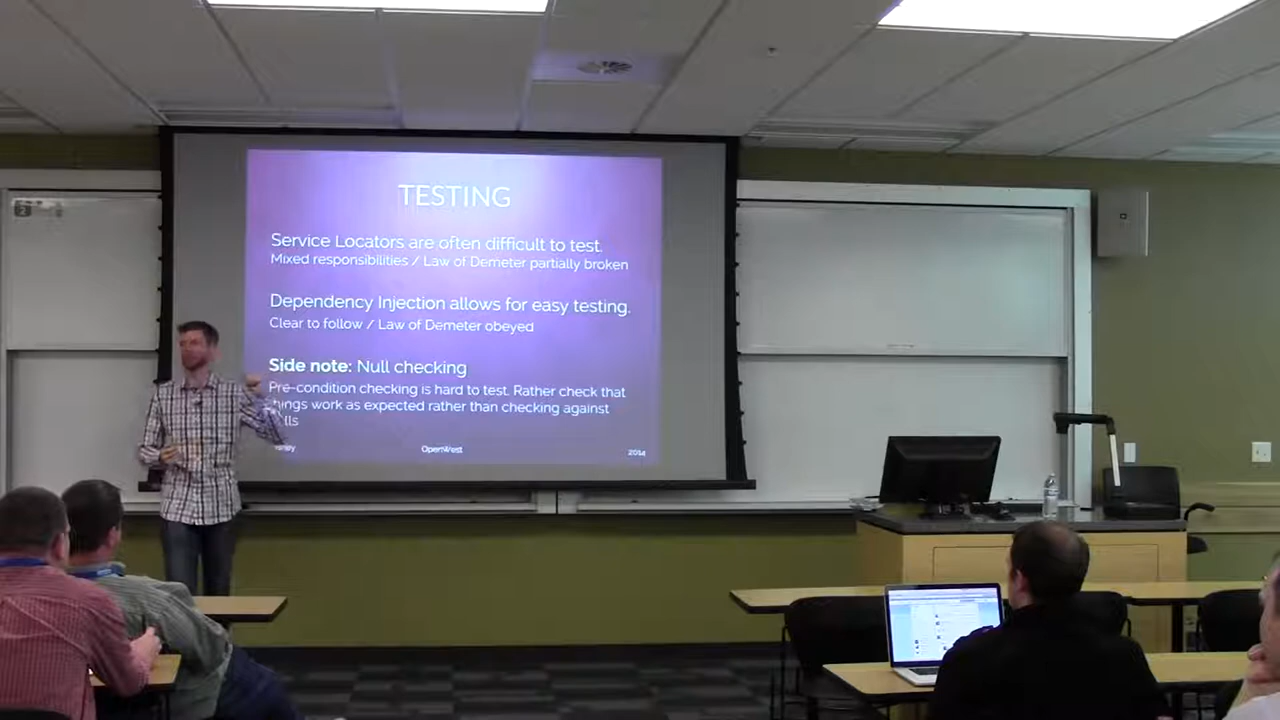 TESTING
Service Locators are often difficult to test.
Mixed responsibilities / Law of Demeter partially broken
Dependency Injection allows for easy testing.
Clear to follow / Law of Demeter obeyed
Side note: Null checking
Pre-condition checking is hard to test. Rather check that
things work as expected rather than checking against
OpenWest
2014
2